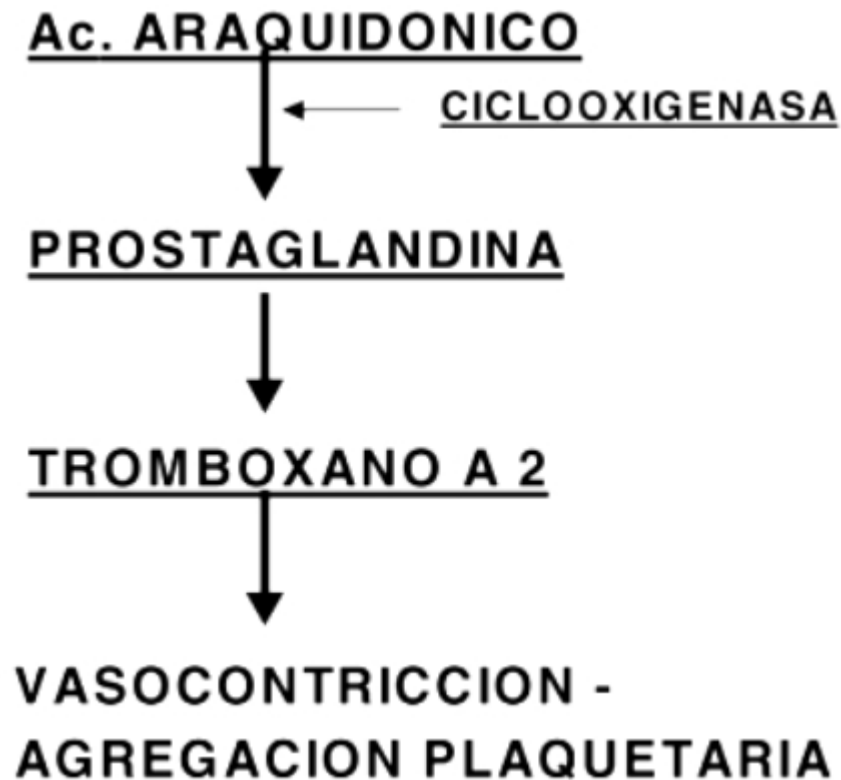 Ac. ARAQUIDONICO
CICLOOXIGENASA
PROSTAGLANDINA
TROMBOXANO A 2
VASOCONTRICCION -
AGREGACION PLAQUETARIA